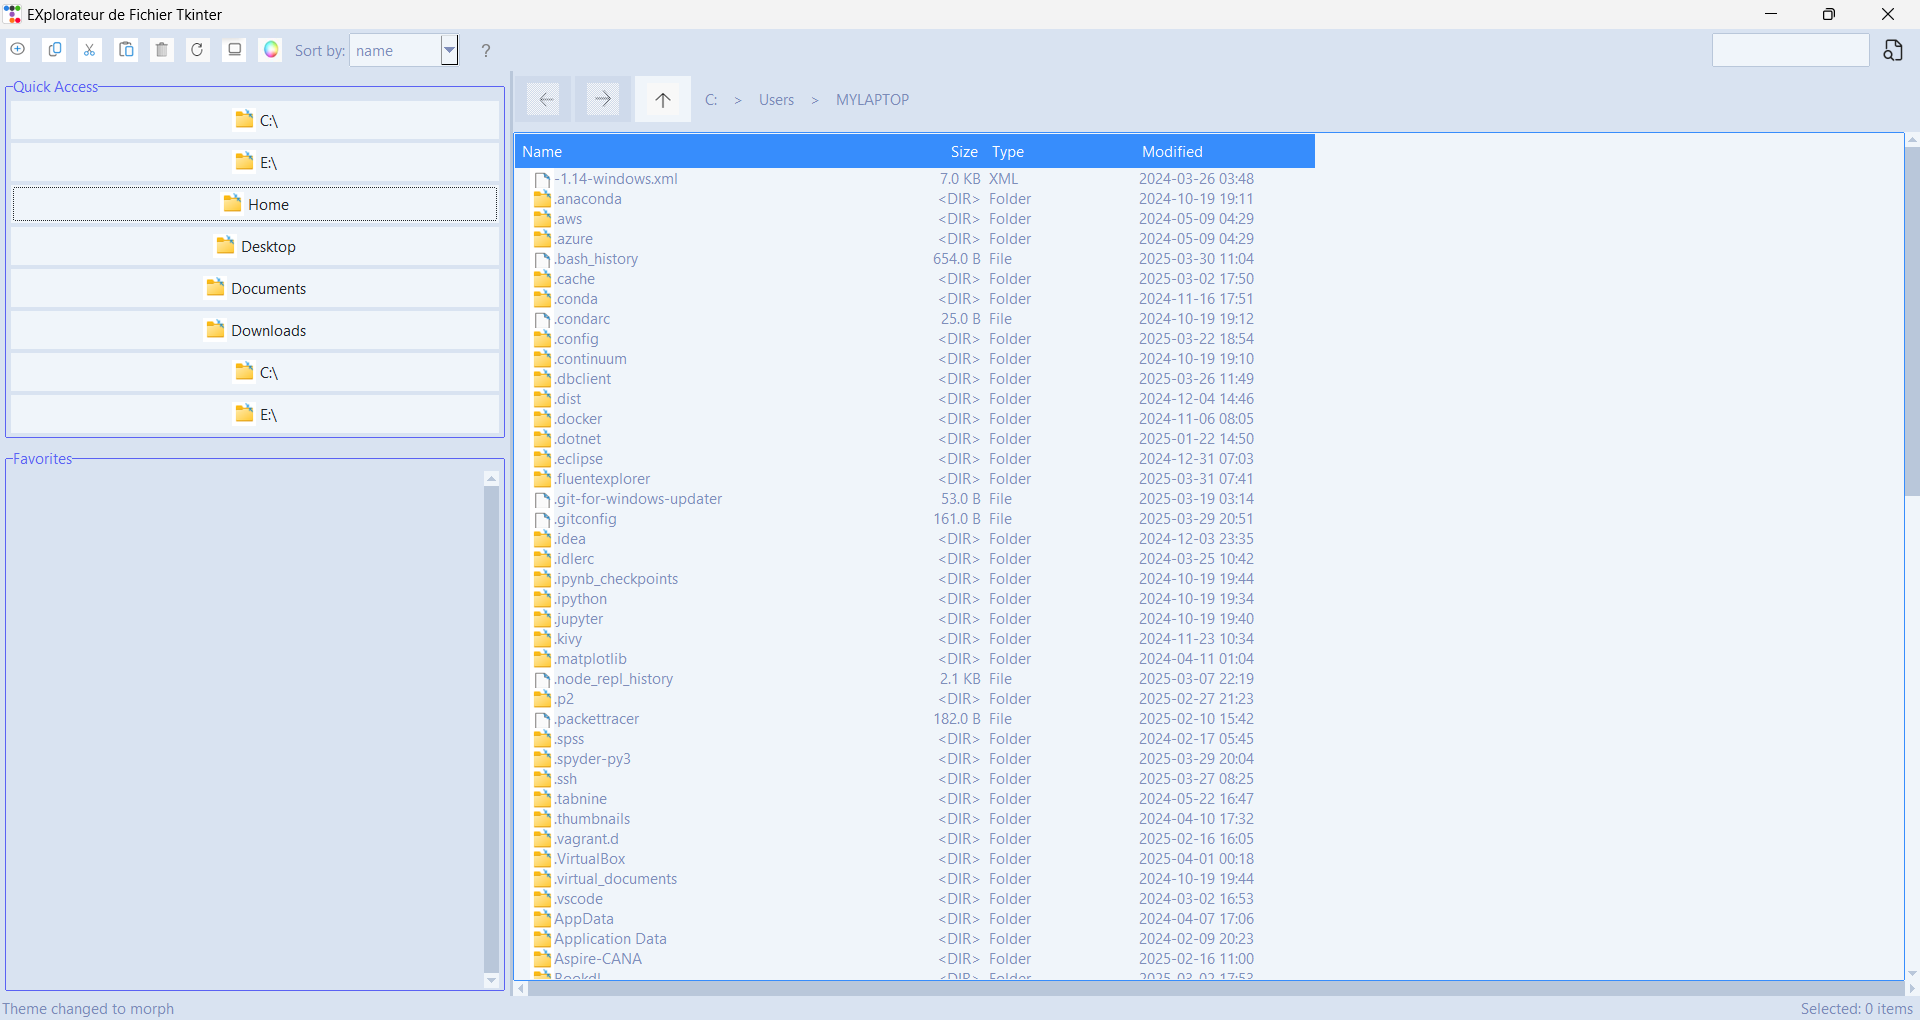 EXplorateur de Fichier Tkinter
Sort by: name ?
Quick Access
C:\
E:\
Home
Desktop
Documents
Downloads
C:\
E:\
Favorites
C: > Users > MYLAPTOP
Name Size Type Modified
-1.14-windows.xml 7.0 KB XML 2024-03-26 03:48
.anaconda <DIR> Folder 2024-10-19 19:11
.aws <DIR> Folder 2024-05-09 04:29
.azure <DIR> Folder 2024-05-09 04:29
.bash_history 654.0 B File 2025-03-30 11:04
.cache <DIR> Folder 2025-03-02 17:50
.conda <DIR> Folder 2024-11-16 17:51
.condarc 25.0 B File 2024-10-19 19:12
.config <DIR> Folder 2025-03-22 18:54
.continuum <DIR> Folder 2024-10-19 19:10
.dbclient <DIR> Folder 2025-03-26 11:49
.dist <DIR> Folder 2024-12-04 14:46
.docker <DIR> Folder 2024-11-06 08:05
.dotnet <DIR> Folder 2025-01-22 14:50
.eclipse <DIR> Folder 2024-12-31 07:03
.fluentexplorer <DIR> Folder 2025-03-31 07:41
.git-for-windows-updater 53.0 B File 2025-03-19 03:14
.gitconfig 161.0 B File 2025-03-29 20:51
.idea <DIR> Folder 2024-12-03 23:35
.idlerc <DIR> Folder 2024-03-25 10:42
.ipynb_checkpoints <DIR> Folder 2024-10-19 19:44
.ipython <DIR> Folder 2024-10-19 19:34
.jupyter <DIR> Folder 2024-10-19 19:40
.kivy <DIR> Folder 2024-11-23 10:34
.matplotlib <DIR> Folder 2024-04-11 01:04
.node_repl_history 2.1 KB File 2025-03-07 22:19
.p2 <DIR> Folder 2025-02-27 21:23
.packettracer 182.0 B File 2025-02-10 15:42
.spss <DIR> Folder 2024-02-17 05:45
.spyder-py3 <DIR> Folder 2025-03-29 20:04
.ssh <DIR> Folder 2025-03-27 08:25
.tabnine <DIR> Folder 2024-05-22 16:47
.thumbnails <DIR> Folder 2024-04-10 17:32
.vagrant.d <DIR> Folder 2025-02-16 16:05
.VirtualBox <DIR> Folder 2025-04-01 00:18
.virtual_documents <DIR> Folder 2024-10-19 19:44
.vscode <DIR> Folder 2024-03-02 16:53
AppData <DIR> Folder 2024-04-07 17:06
Application Data <DIR> Folder 2024-02-09 20:23
Aspire-CANA <DIR> Folder 2025-02-16 11:00
<DIR> Folder 2025-03-02 17:53
Theme changed to morph
Selected: 0 items